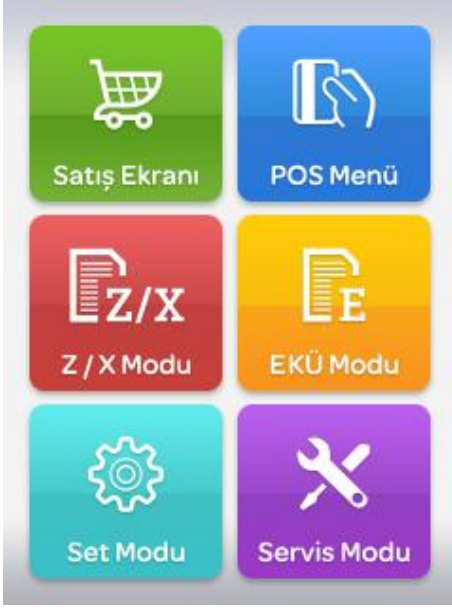 Satış Ekranı
POS Menü
Z/X
Z / X Modu
E
EKÜ Modu
Set Modu
Servis Modu